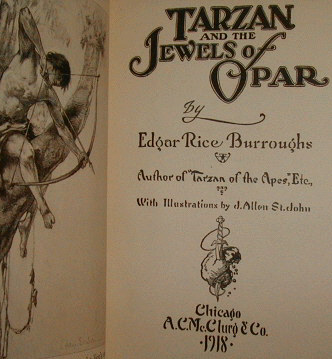 TARZAN
AND THE
JEWELS of
OPAR
by
Edgar Rice Burroughs
Author of "Tarzan of the Apes", Etc.,
With Illustrations by J. Allen St. John
Chicago
A.C. McClurg & Co.
1918